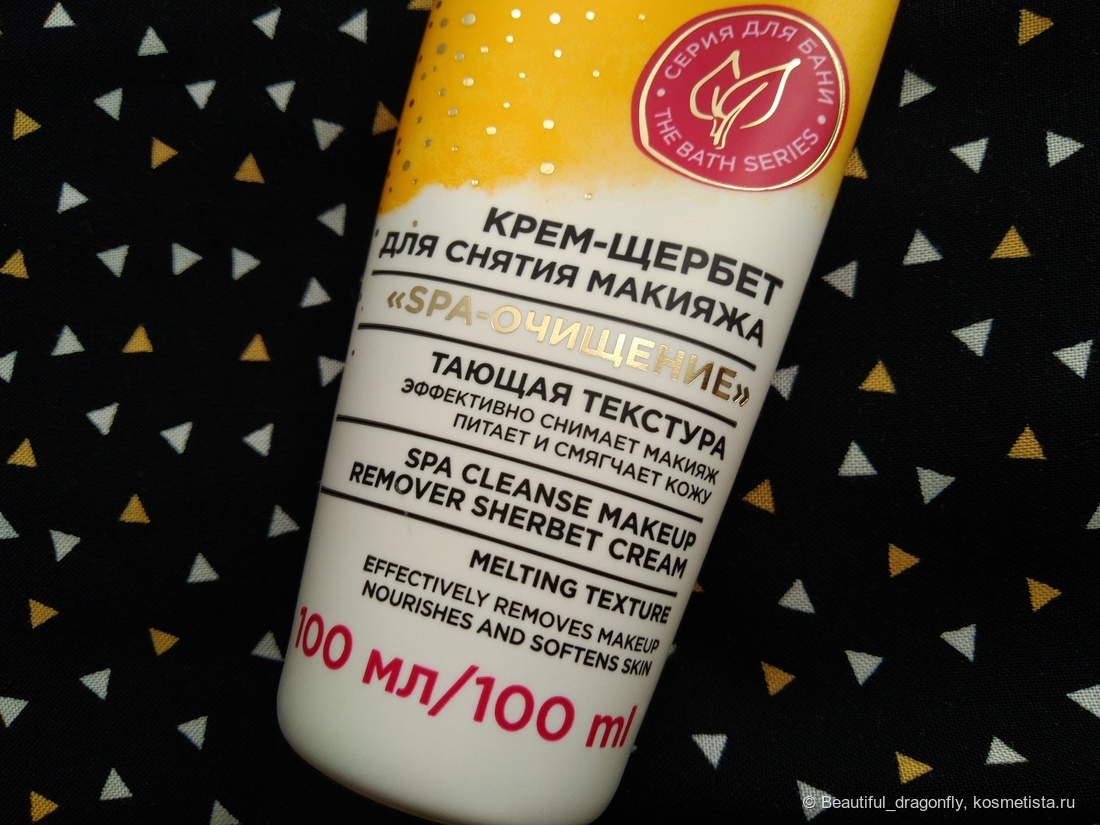 СЕРИЯ ДЛЯ БАНИ
THE BATH SERIES
КРЕМ-ЩЕРБЕТ
ДЛЯ СНЯТИЯ МАКИЯЖА
«SPA-ОЧИЩЕНИЕ»
ТАЮЩАЯ ТЕКСТУРА
ЭФФЕКТИВНО СНИМАЕТ МАКИЯЖ
ПИТАЕТ И СМЯГЧАЕТ КОЖУ
SPA CLEANSE MAKEUP
REMOVER SHERBET CREAM
MELTING TEXTURE
EFFECTIVELY REMOVES MAKEUP
NOURISHES AND SOFTENS SKIN
100 мл/100 ml
© Beautiful_dragonfly, kosmetista.ru